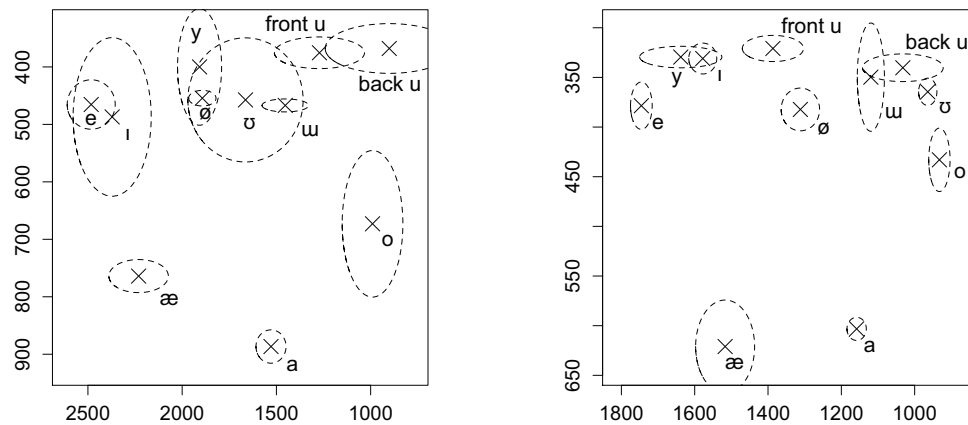 y
front u
back u
e
ı
ø
ʊ
ɯ
o
æ
a
400
500
600
700
800
900
2500
2000
1500
1000
front u
y
ı
back u
e
ø
ɯ
ʊ
o
æ
a
350
450
550
650
1800
1600
1400
1200
1000